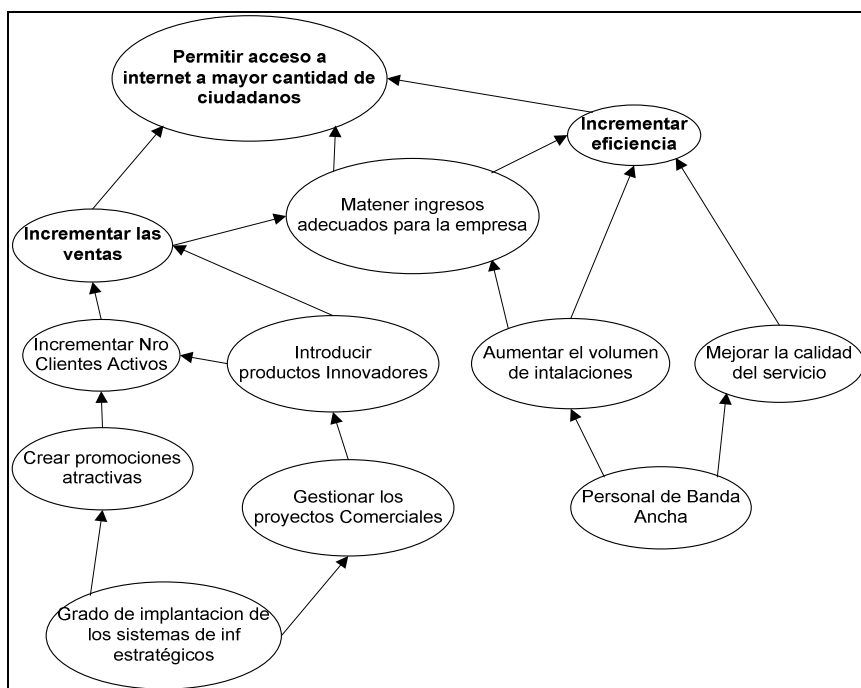 Permitir acceso a
internet a mayor cantidad de
ciudadanos
Incrementar
eficiencia
Matener ingresos
adecuados para la empresa
Incrementar las
ventas
Incrementar Nro
Clientes Activos
Introducir
productos Innovadores
Aumentar el volumen
de intalaciones
Mejorar la calidad
del servicio
Crear promociones
atractivas
Gestionar los
proyectos Comerciales
Personal de Banda
Ancha
Grado de implantacion de
los sistemas de inf
estratégicos